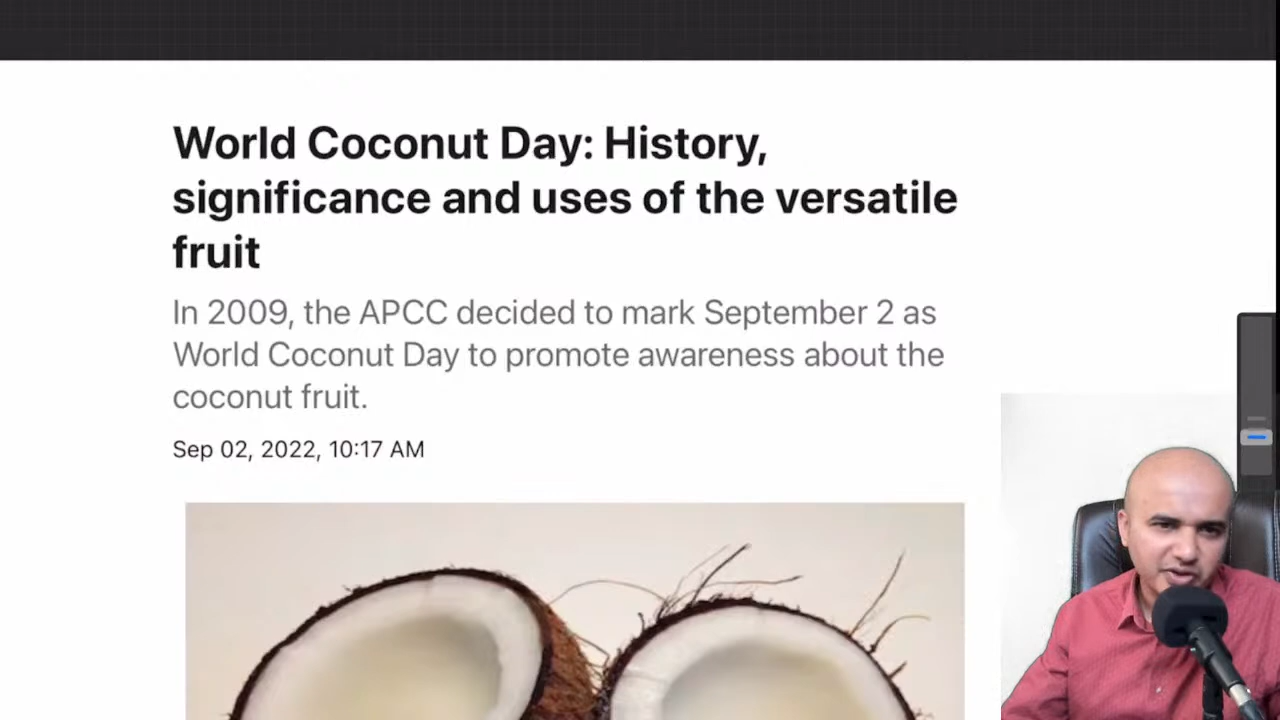 World Coconut Day: History,
significance and uses of the versatile
fruit
In 2009, the APCC decided to mark September 2 as
World Coconut Day to promote awareness about the
coconut fruit.
Sep 02, 2022, 10:17 AM